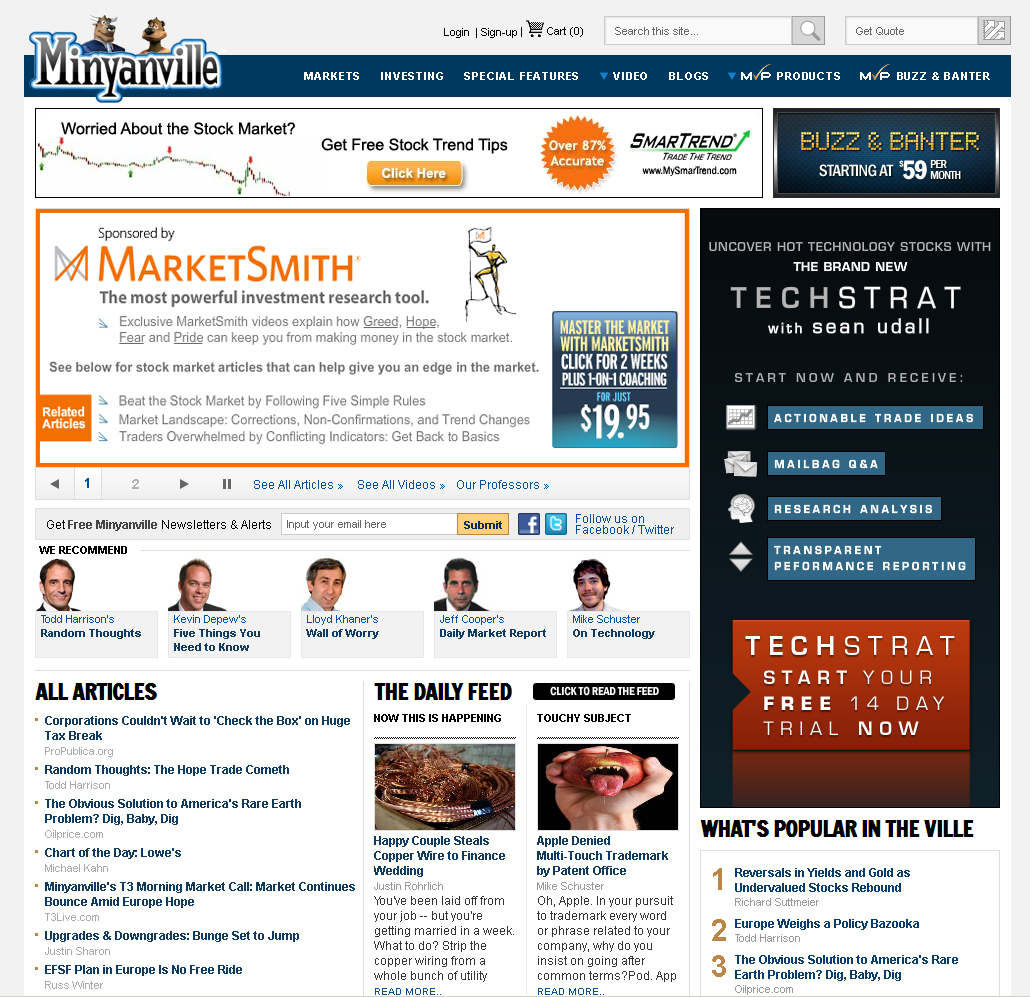 Login | Sign-up | Cart (0)
Search this site...
Get Quote
Minyanville
MARKETS INVESTING SPECIAL FEATURES VIDEO BLOGS MVP PRODUCTS MVP BUZZ & BANTER
Worried About the Stock Market?
Get Free Stock Trend Tips
Click Here
Over 87%
Accurate
SMARTREND
TRADE THE TREND
www.MySmarTrend.com
BUZZ & BANTER
STARTING AT $59 PER MONTH
Sponsored by
MARKETSMITH
The most powerful investment research tool.
Exclusive MarketSmith videos explain how Greed, Hope,
Fear and Pride can keep you from making money in the stock market.
See below for stock market articles that can help give you an edge in the market.
Related
Articles
Beat the Stock Market by Following Five Simple Rules
Market Landscape: Corrections, Non-Confirmations, and Trend Changes
Traders Overwhelmed by Conflicting Indicators: Get Back to Basics
MASTER THE MARKET
WITH MARKETSMITH
CLICK FOR 2 WEEKS
PLUS 1-ON-1 COACHING
FOR JUST
$19.95
1 2 See All Articles » See All Videos » Our Professors »
Get Free Minyanville Newsletters & Alerts
Input your email here
Submit
Follow us on
Facebook / Twitter
WE RECOMMEND
Todd Harrison's
Random Thoughts
Kevin Depew's
Five Things You
Need to Know
Lloyd Khaner's
Wall of Worry
Jeff Cooper's
Daily Market Report
Mike Schuster
On Technology
UNCOVER HOT TECHNOLOGY STOCKS WITH
THE BRAND NEW
TECHSTRAT
with sean udall
START NOW AND RECEIVE:
ACTIONABLE TRADE IDEAS
MAILBAG Q&A
RESEARCH ANALYSIS
TRANSPARENT
PEFORMANCE REPORTING
TECHSTRAT
START YOUR
FREE 14 DAY
TRIAL NOW
ALL ARTICLES
Corporations Couldn't Wait to 'Check the Box' on Huge
Tax Break
ProPublica.org
Random Thoughts: The Hope Trade Cometh
Todd Harrison
The Obvious Solution to America's Rare Earth
Problem? Dig, Baby, Dig
Oilprice.com
Chart of the Day: Lowe's
Michael Kahn
Minyanville's T3 Morning Market Call: Market Continues
Bounce Amid Europe Hope
T3Live.com
Upgrades & Downgrades: Bunge Set to Jump
Justin Sharon
EFSF Plan in Europe Is No Free Ride
Russ Winter
THE DAILY FEED
CLICK TO READ THE FEED
NOW THIS IS HAPPENING
Happy Couple Steals
Copper Wire to Finance
Wedding
Justin Rohrlich
You've been laid off from
your job -- but you're
getting married in a week.
What to do? Strip the
copper wiring from a
whole bunch of utility
READ MORE..
TOUCHY SUBJECT
Apple Denied
Multi-Touch Trademark
by Patent Office
Mike Schuster
Oh, Apple. In your pursuit
to trademark every word
or phrase related to your
company, why do you
insist on going after
common terms?Pod. App
READ MORE..
WHAT'S POPULAR IN THE VILLE
1 Reversals in Yields and Gold as
Undervalued Stocks Rebound
Richard Suttmeier
2 Europe Weighs a Policy Bazooka
Todd Harrison
3 The Obvious Solution to America's Rare
Earth Problem? Dig, Baby, Dig
Oilprice.com